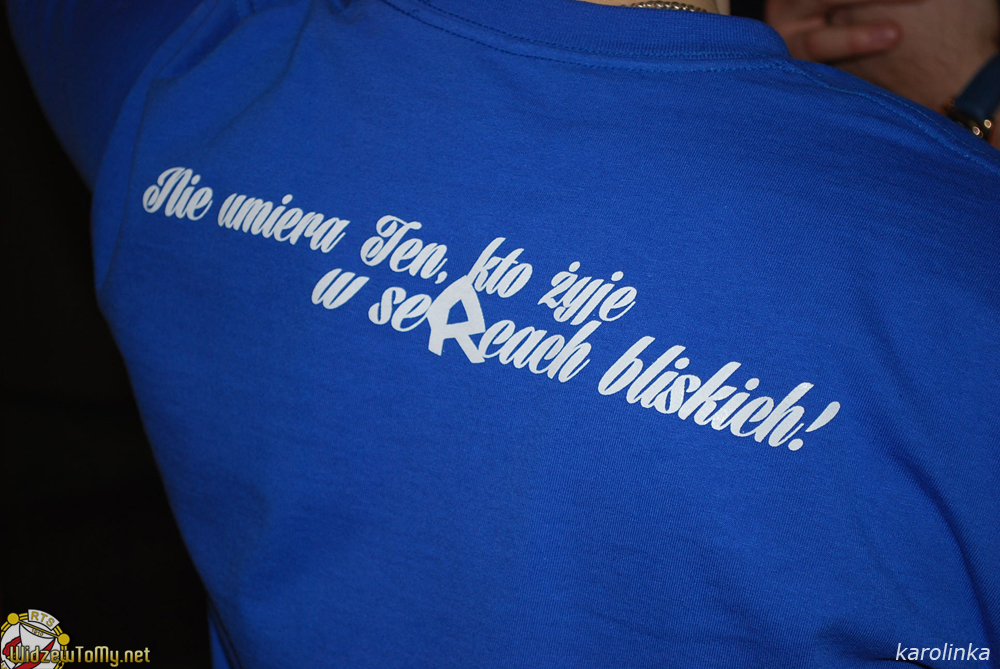 Nie umiera Ten, kto żyje
w seRcach bliskich!
RTS
WidzewToMy.net
karolinka